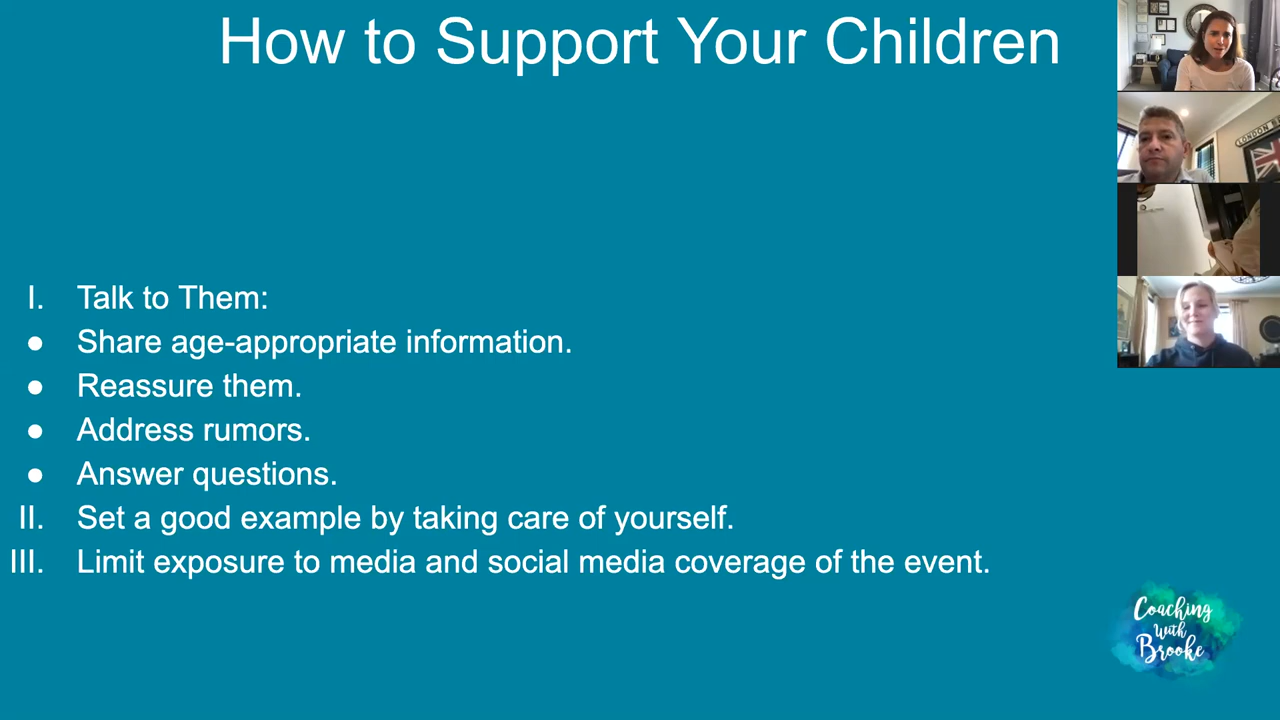 How to Support Your Children
I. Talk to Them:
● Share age-appropriate information.
● Reassure them.
● Address rumors.
● Answer questions.
II. Set a good example by taking care of yourself.
III. Limit exposure to media and social media coverage of the event.
LONDON
Coaching
With
Brooke